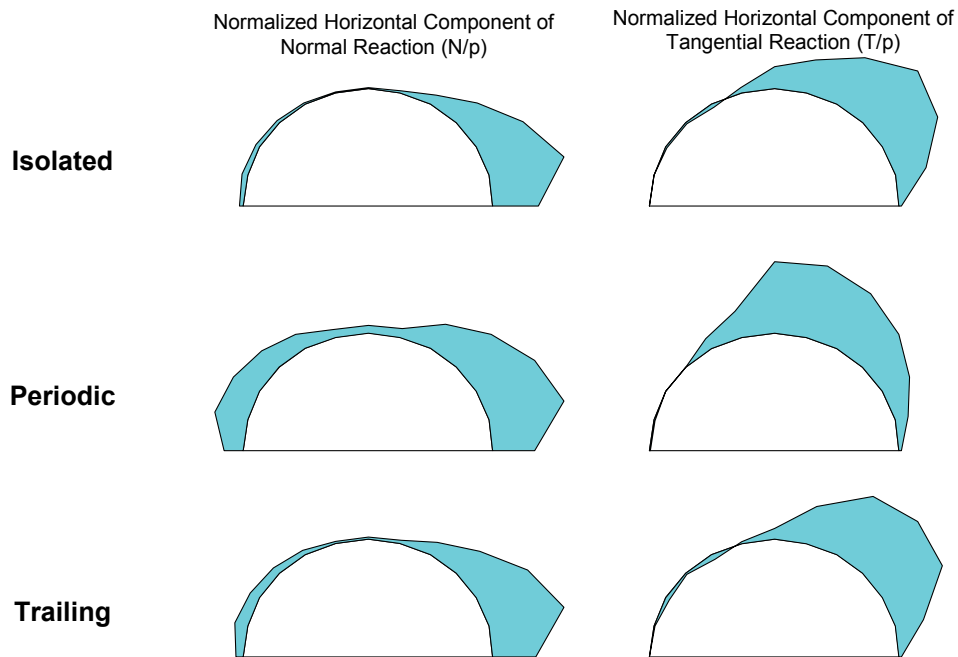 Normalized Horizontal Component of
Normal Reaction (N/p)
Normalized Horizontal Component of
Tangential Reaction (T/p)
Isolated
Periodic
Trailing